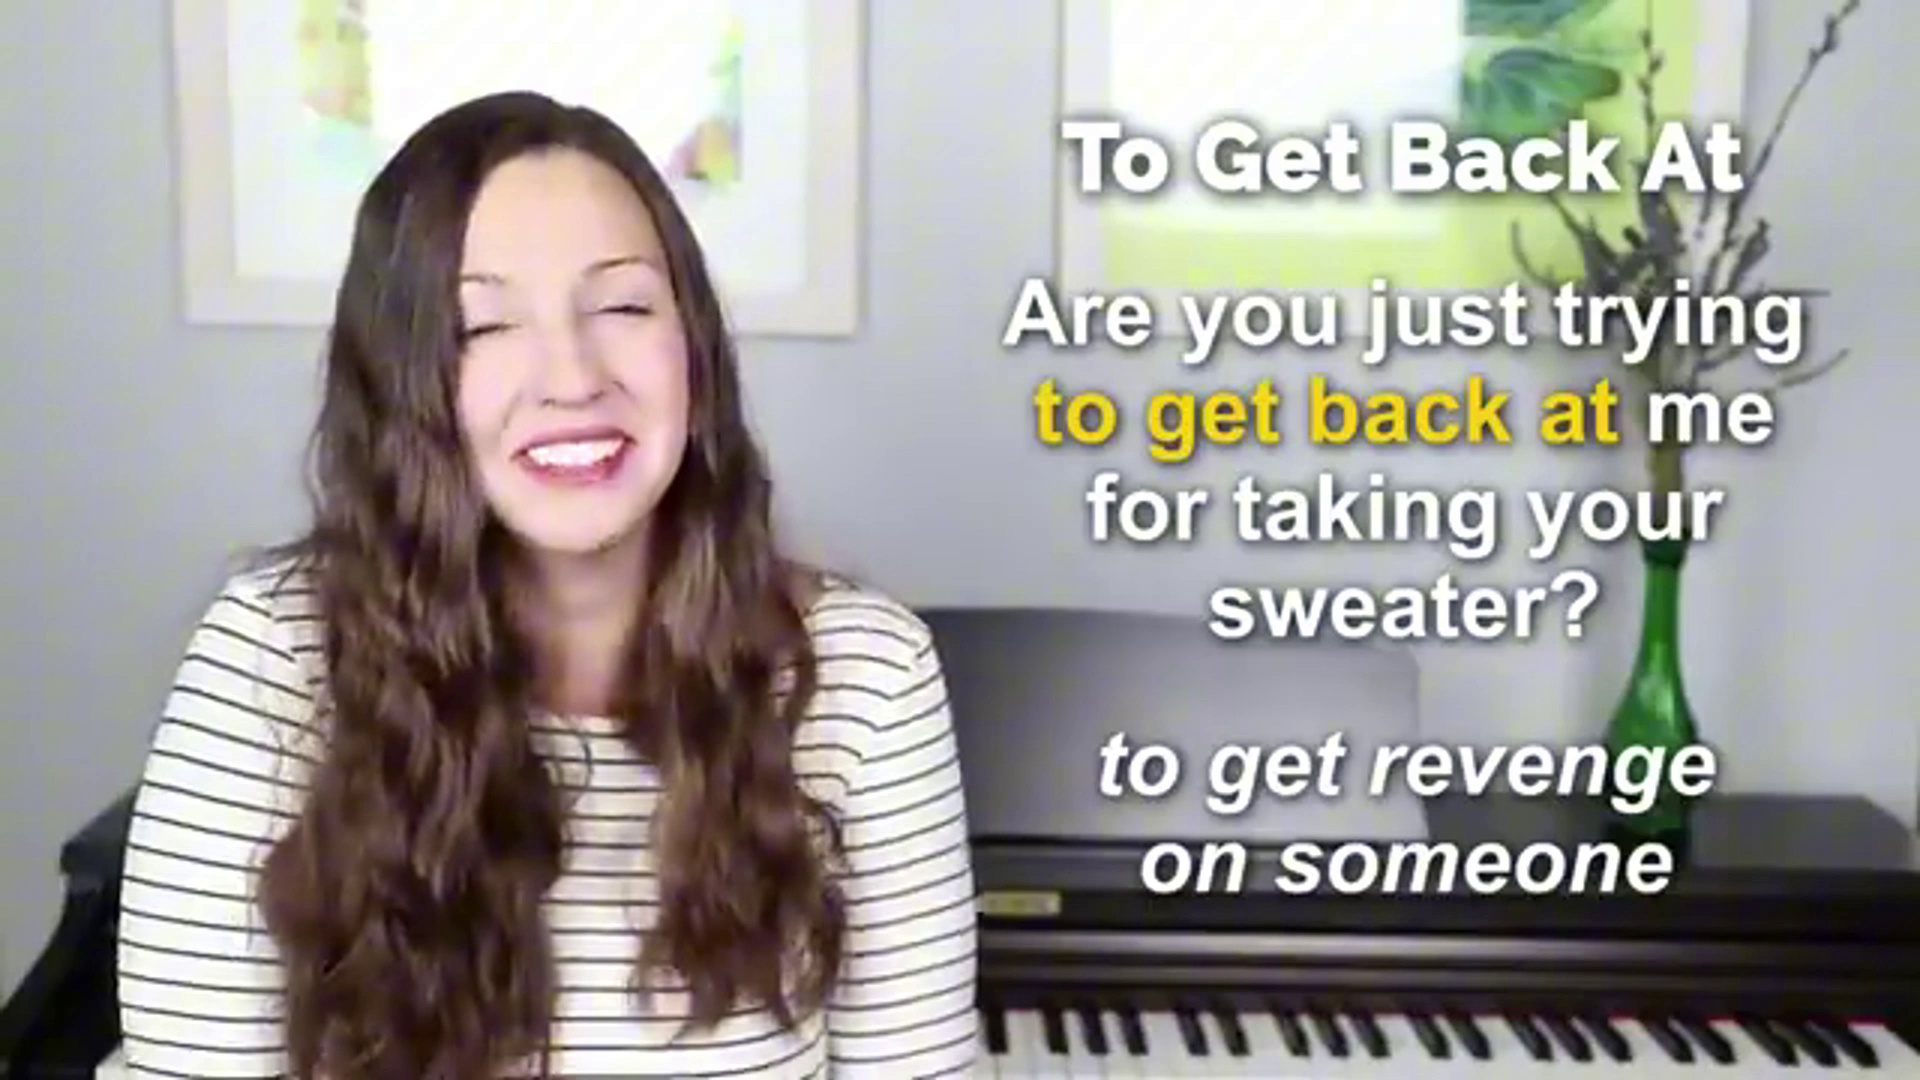 To Get Back At
Are you just trying
to get back at me
for taking your
sweater?
to get revenge
on someone